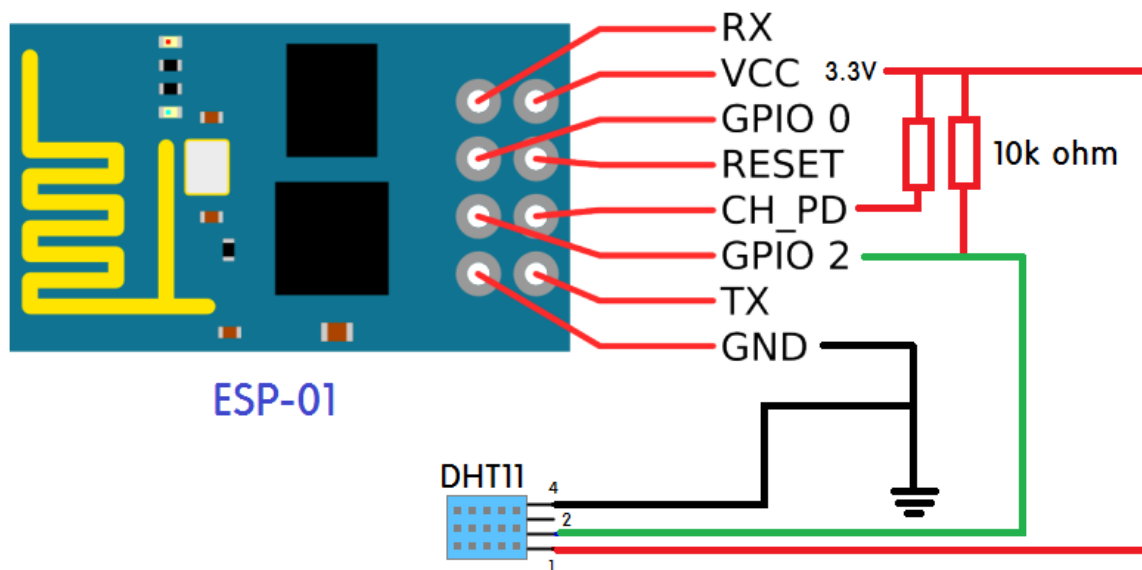 RX
VCC
3.3V
GPIO 0
RESET
10k ohm
CH_PD
GPIO 2
TX
GND
ESP-01
DHT11
4
2
1